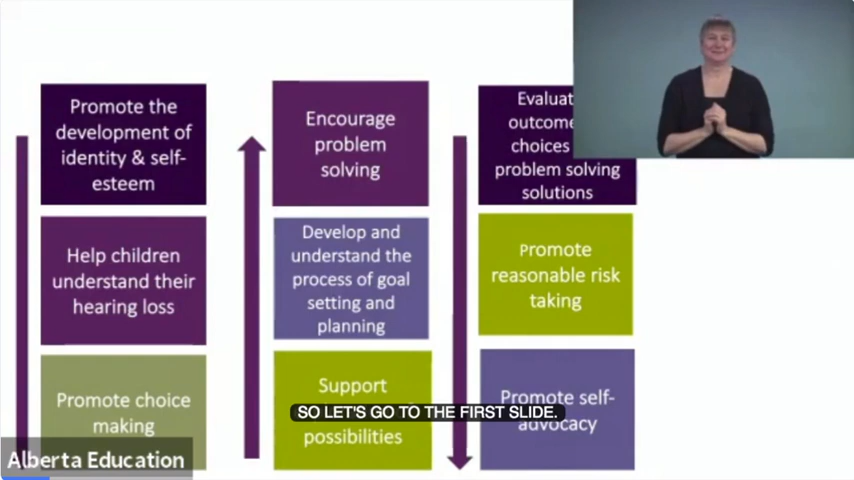 Promote the
development of
identity & self-
esteem
Help children
understand their
hearing loss
Promote choice
making
Encourage
problem
solving
Develop and
understand the
process of goal
setting and
planning
Support
possibilities
Evaluat
outcome
choices
problem solving
solutions
Promote
reasonable risk
taking
Promote self-
advocacy
SO LET'S GO TO THE FIRST SLIDE.
Alberta Education